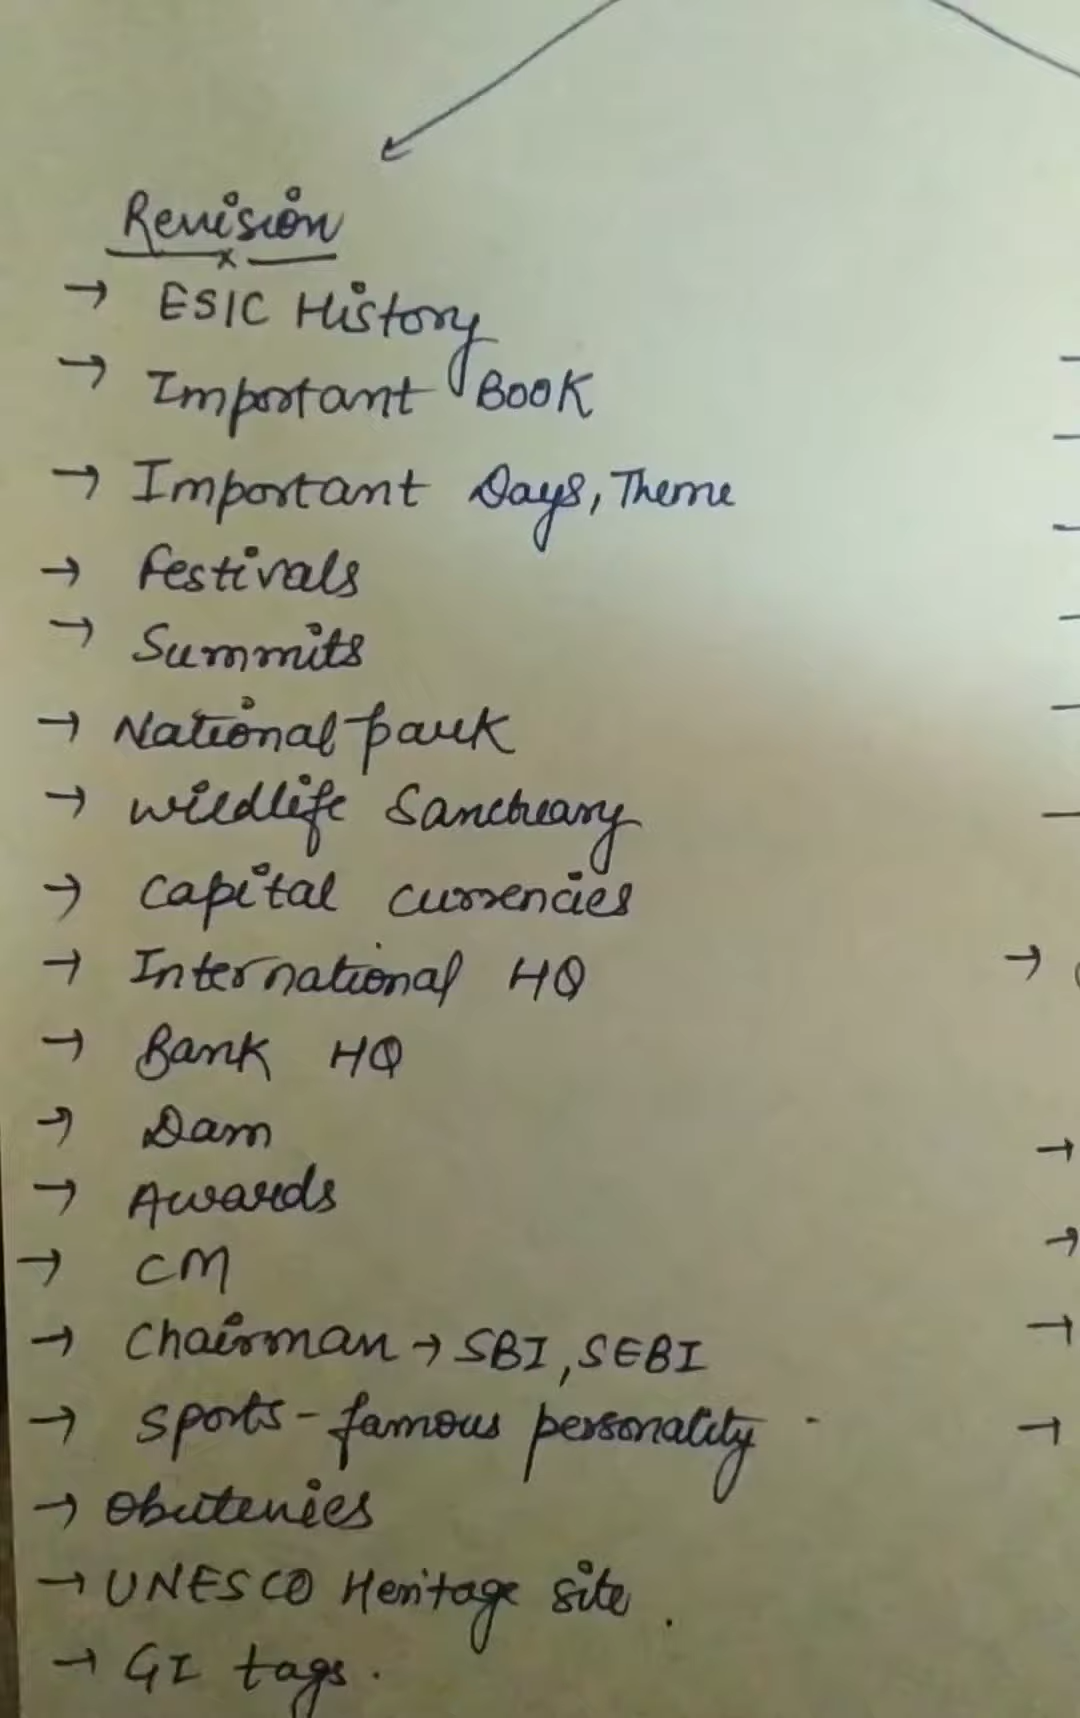 Revision
→ ESIC History
→ Important Book
→ Important Days, Theme
→ festivals
→ Summits
→ National park
→ wildlife Sanctuary
→ capital currencies
→ International HQ
→ Bank HQ
→ Dam
→ Awards
→ CM
→ Chairman → SBI, SEBI
→ Sports - famous personality
→ Obutenies
→ UNESCO Heritage site.
→ GI tags.